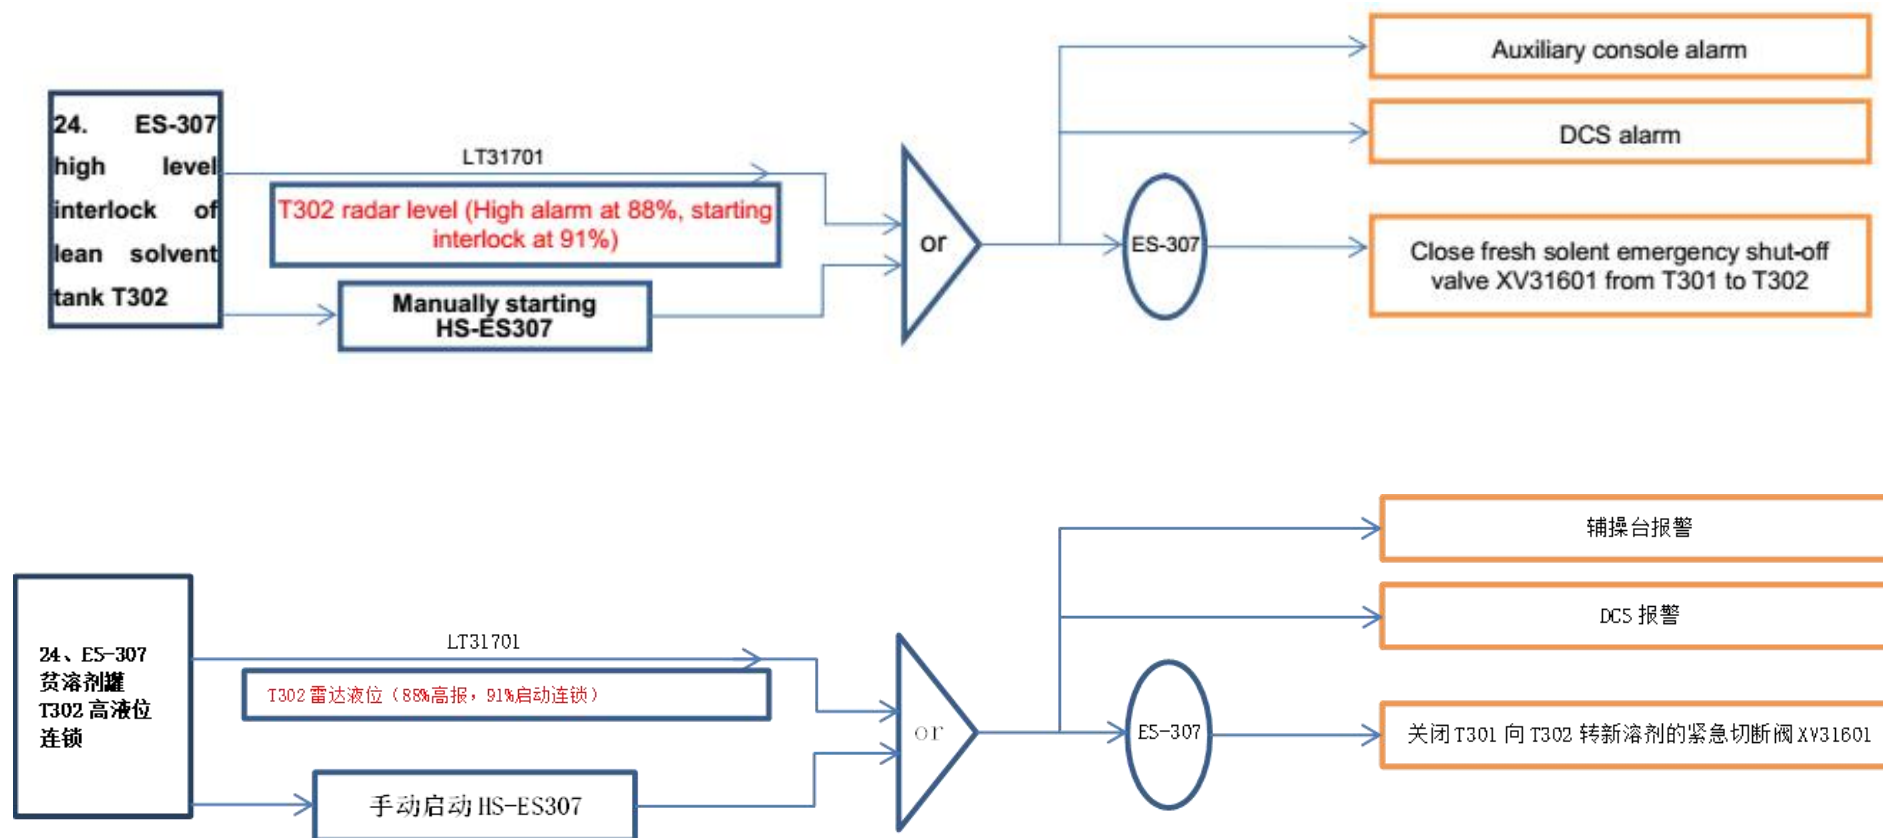 Auxiliary console alarm
24. ES-307
high level
interlock of
lean solvent
tank T302
LT31701
DCS alarm
T302 radar level (High alarm at 88%, starting
interlock at 91%)
or
ES-307
Close fresh solent emergency shut-off
valve XV31601 from T301 to T302
Manually starting
HS-ES307
辅操台报警
DCS 报警
LT31701
24、ES-307
贫溶剂罐
T302 高液位
连锁
T302 雷达液位（88%高报，91%启动连锁）
or
ES-307
关闭 T301 向 T302 转新溶剂的紧急切断阀 XV31601
手动启动 HS-ES307